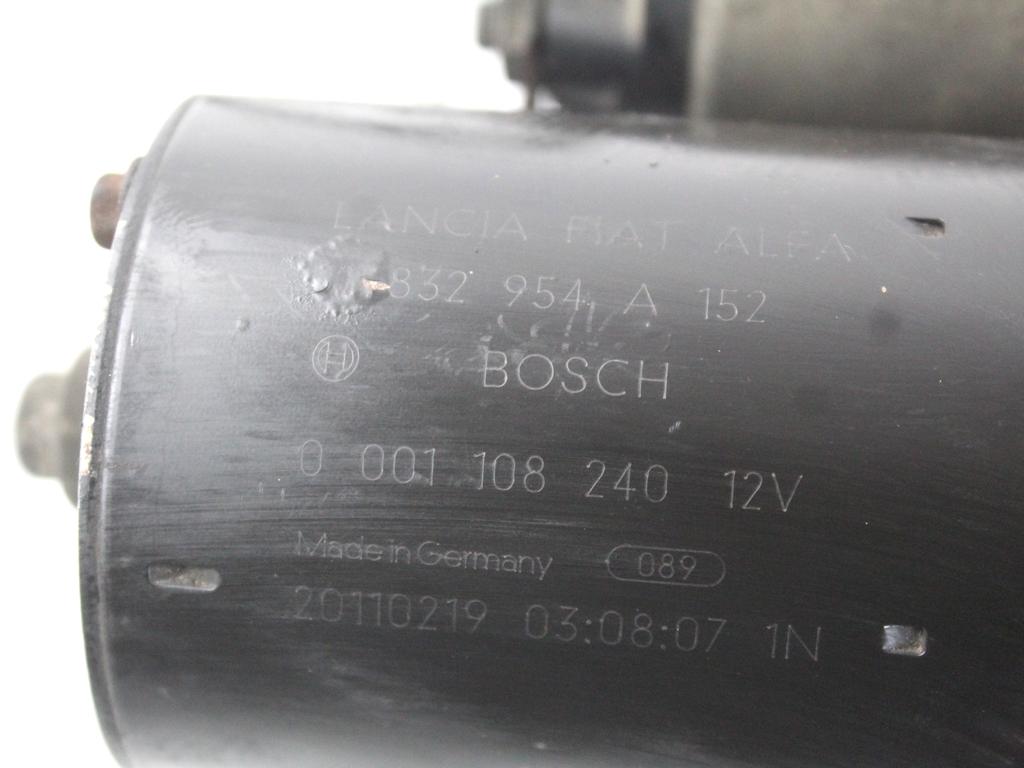 LANCIA FIAT ALFA
832 954 A 152
H BOSCH
0 001 108 240 12V
Made in Germany 089
20110219 03:08:07 1N